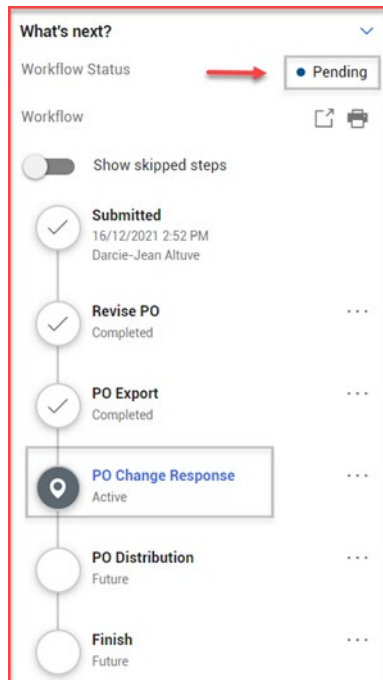 What's next?
Workflow Status
Pending
Workflow
Show skipped steps
Submitted
16/12/2021 2:52 PM
Darcie-Jean Altuve
Revise PO
Completed
PO Export
Completed
PO Change Response
Active
PO Distribution
Future
Finish
Future